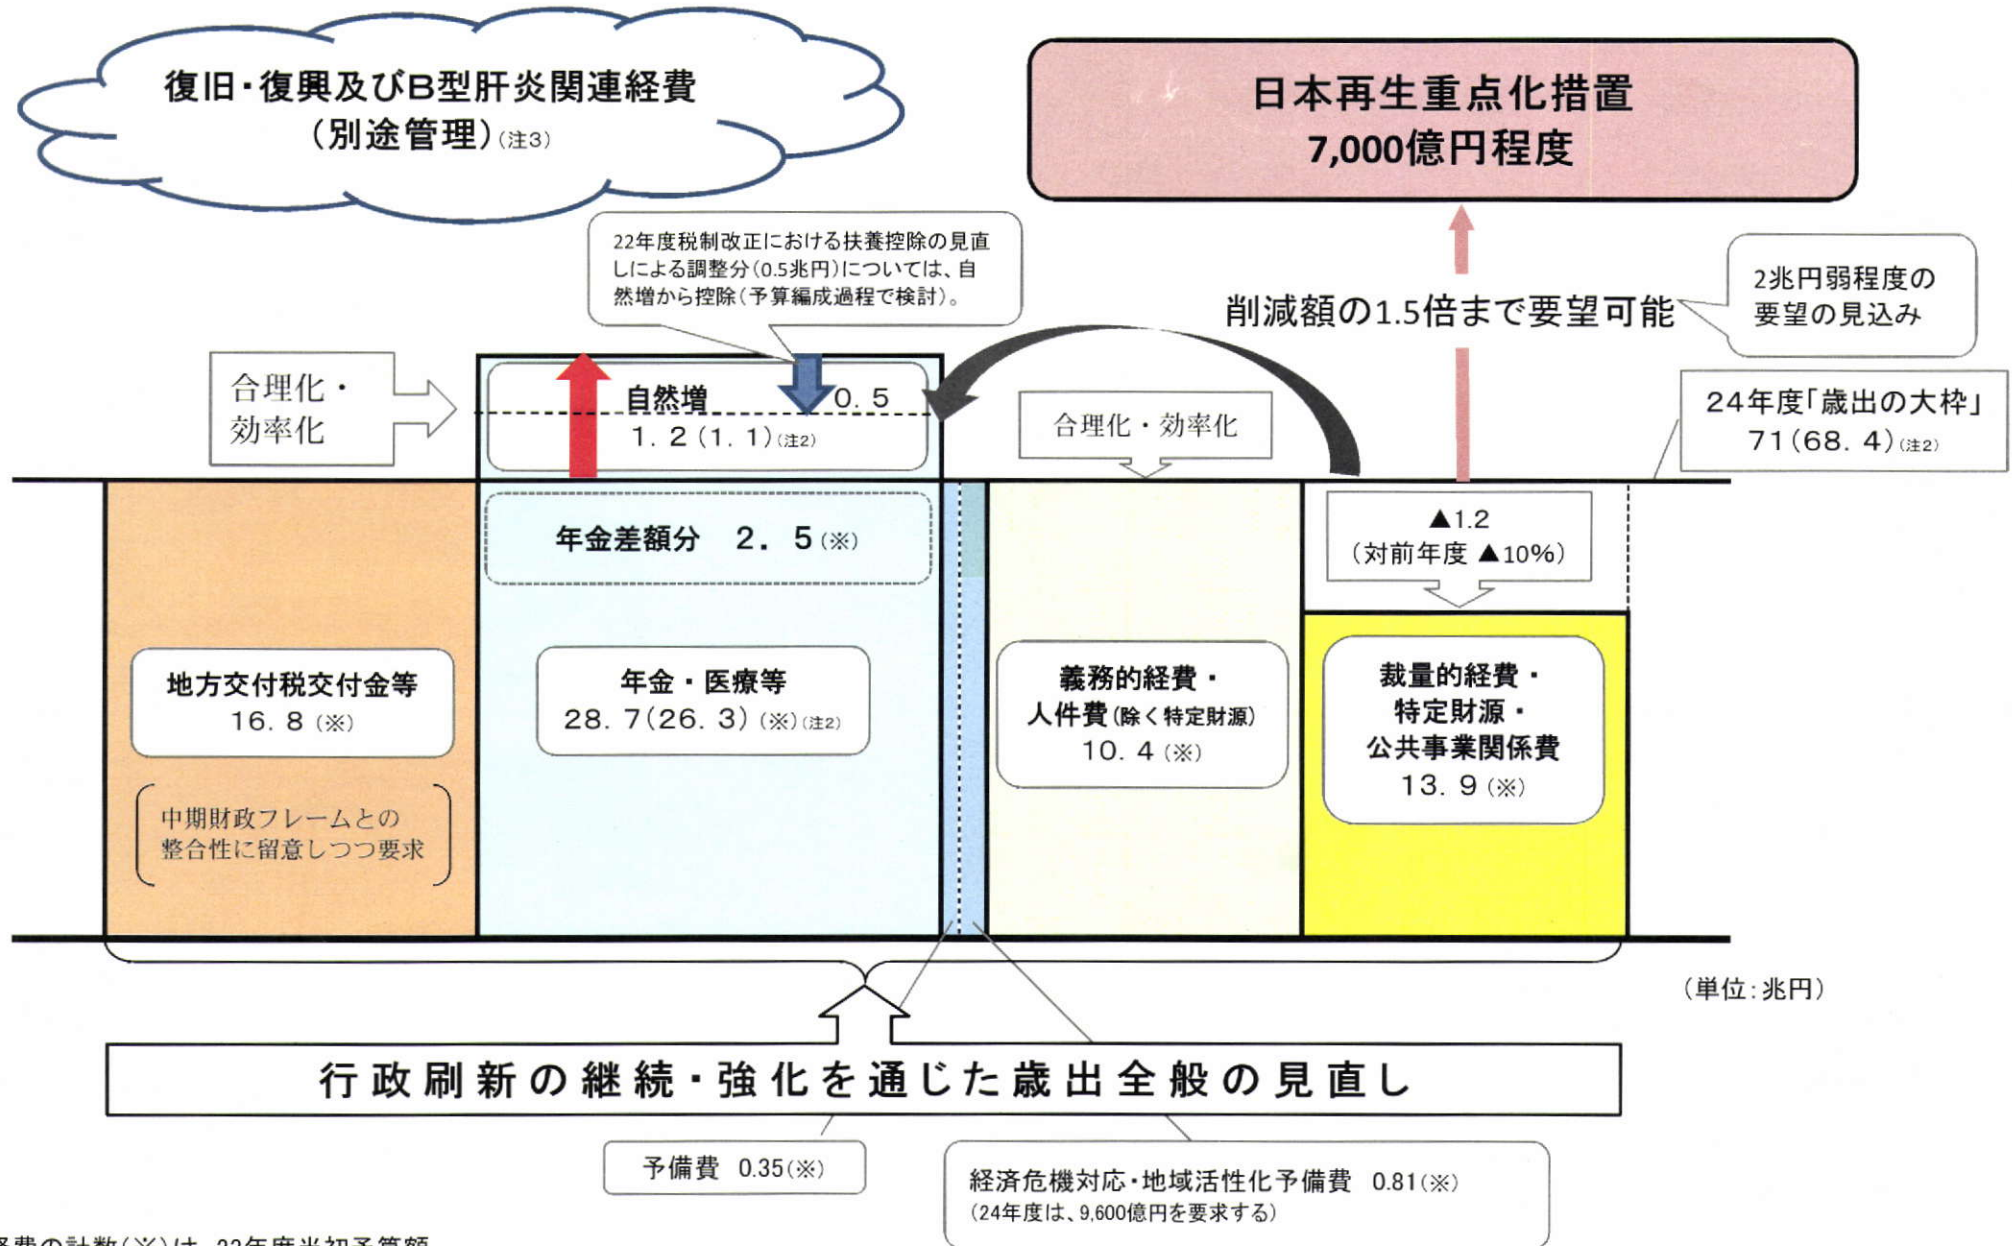 復旧・復興及びB型肝炎関連経費
(別途管理)(注3)
日本再生重点化措置
7,000億円程度
22年度税制改正における扶養控除の見直
しによる調整分(0.5兆円)については、自
然増から控除(予算編成過程で検討)。
2兆円弱程度の
要望の見込み
削減額の1.5倍まで要望可能
合理化・
効率化
自然増
0.5
1.2(1.1)(注2)
合理化・効率化
24年度「歳出の大枠」
71(68.4)(注2)
年金差額分 2.5(※)
▲1.2
(対前年度 ▲10%)
地方交付税交付金等
16.8(※)
中期財政フレームとの
整合性に留意しつつ要求
年金・医療等
28.7(26.3)(※)(注2)
義務的経費・
人件費(除く特定財源)
10.4(※)
裁量的経費・
特定財源・
公共事業関係費
13.9(※)
(単位:兆円)
行政刷新の継続・強化を通じた歳出全般の見直し
予備費 0.35(※)
経済危機対応・地域活性化予備費 0.81(※)
(24年度は、9,600億円を要求する)